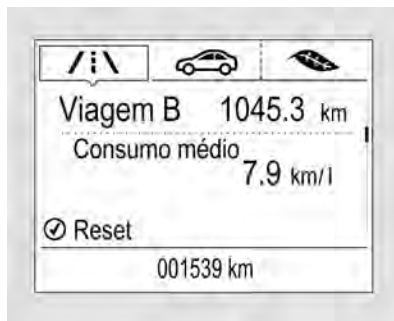 Viagem B 1045.3 km
Consumo médio
7.9 km/l
Reset
001539 km